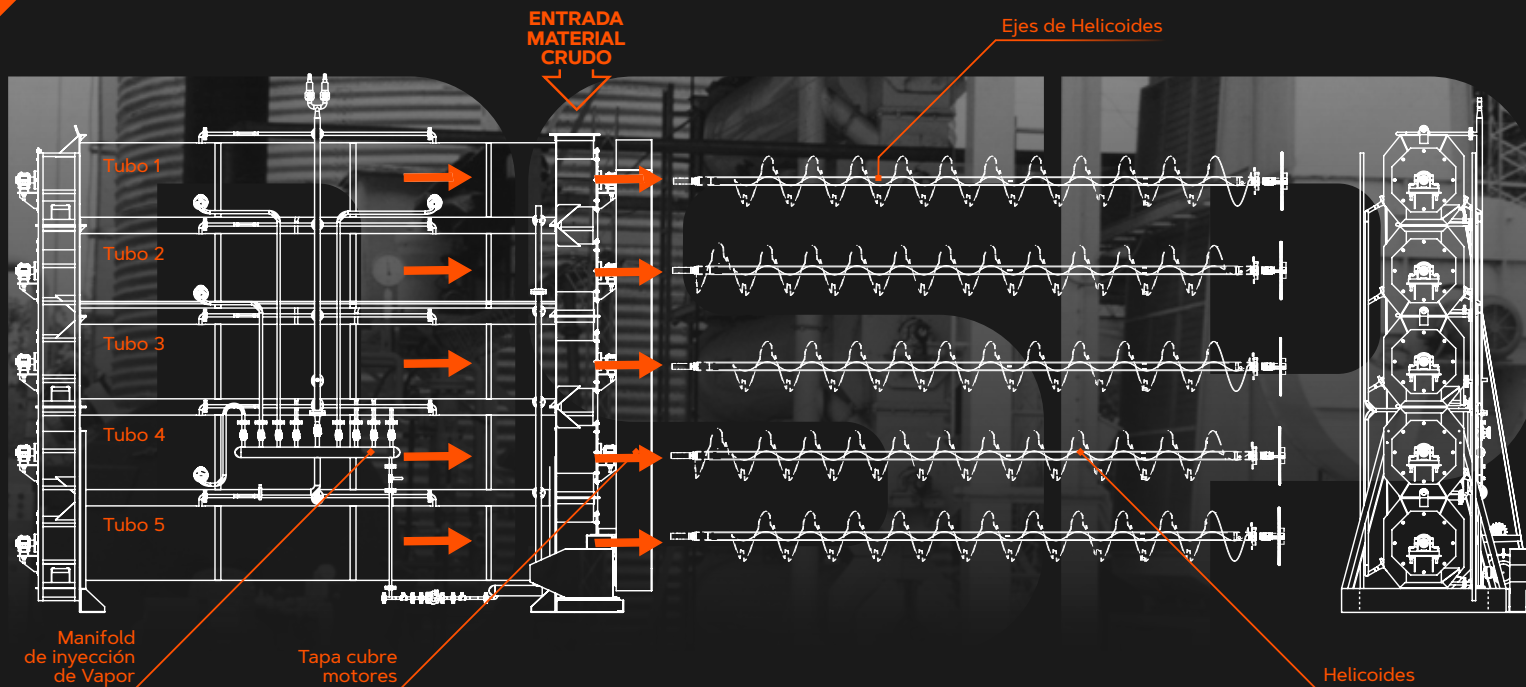 ENTRADA
MATERIAL
CRUDO
Ejes de Helicoides
Tubo 1
Tubo 2
Tubo 3
Tubo 4
Tubo 5
Manifold
de inyección
de Vapor
Tapa cubre
motores
Helicoides